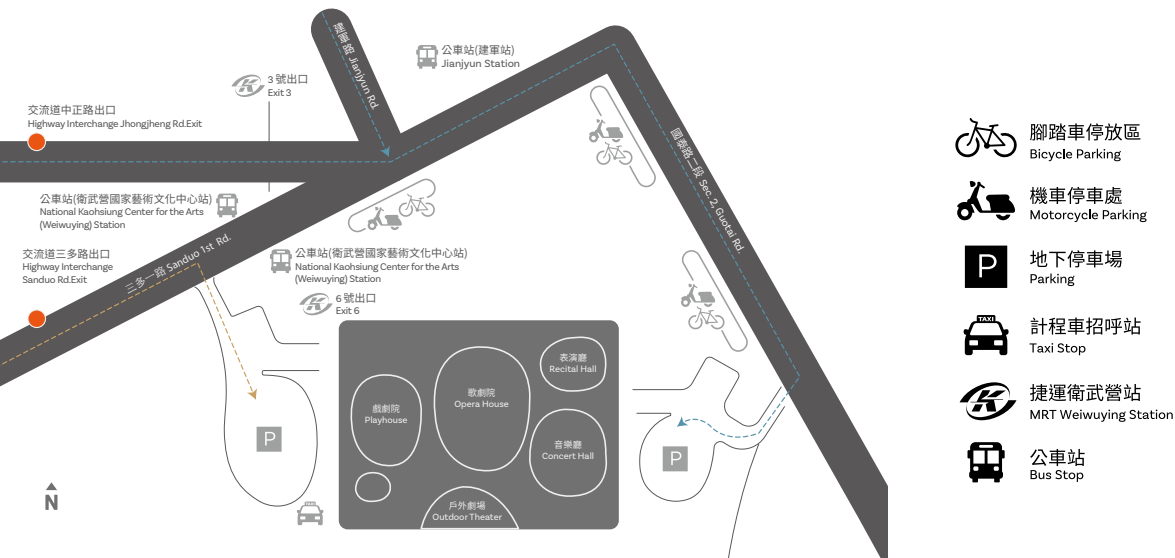 建軍路 Jianjyun Rd.
公車站(建軍站)
Jianjyun Station
3 號出口
Exit 3
交流道中正路出口
Highway Interchange Jhongjheng Rd.Exit
公車站(衛武營國家藝術文化中心站)
National Kaohsiung Center for the Arts
(Weiwuying) Station
國泰路二段 Sec. 2, Guotai Rd.
三多一路 Sanduo 1st Rd.
交流道三多路出口
Highway Interchange
Sanduo Rd.Exit
公車站(衛武營國家藝術文化中心站)
National Kaohsiung Center for the Arts
(Weiwuying) Station
6 號出口
Exit 6
表演廳
Recital Hall
歌劇院
Opera House
戲劇院
Playhouse
音樂廳
Concert Hall
戶外劇場
Outdoor Theater
P
P
N
腳踏車停放區
Bicycle Parking
機車停車處
Motorcycle Parking
P
地下停車場
Parking
TAXI
計程車招呼站
Taxi Stop
K
捷運衛武營站
MRT Weiwuying Station
公車站
Bus Stop